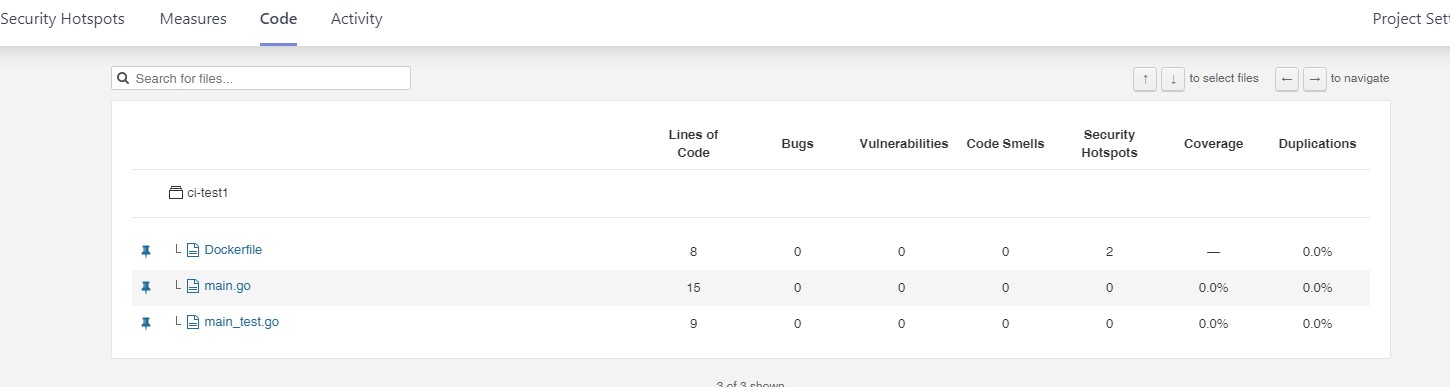 Security Hotspots Measures Code Activity Project Sett
Search for files... ↑ ↓ to select files ← → to navigate
Lines of Code Bugs Vulnerabilities Code Smells Security Hotspots Coverage Duplications
ci-test1
Dockerfile 8 0 0 0 2 — 0.0%
main.go 15 0 0 0 0 0.0% 0.0%
main_test.go 9 0 0 0 0 0.0% 0.0%
3 of 3 shown